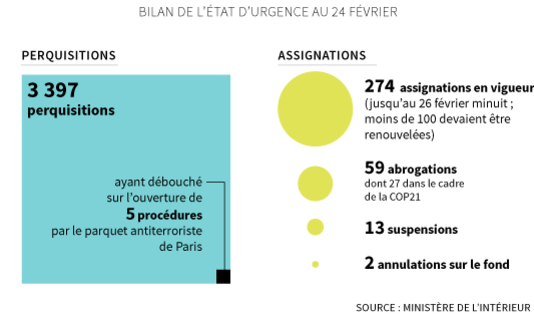 BILAN DE L'ÉTAT D'URGENCE AU 24 FÉVRIER
PERQUISITIONS
3 397
perquisitions
ayant débouché
sur l'ouverture de
5 procédures
par le parquet antiterroriste
de Paris
ASSIGNATIONS
274 assignations en vigueur
(jusqu'au 26 février minuit ;
moins de 100 devaient être
renouvelées)
59 abrogations
dont 27 dans le cadre
de la COP21
13 suspensions
2 annulations sur le fond
SOURCE : MINISTÈRE DE L'INTÉRIEUR